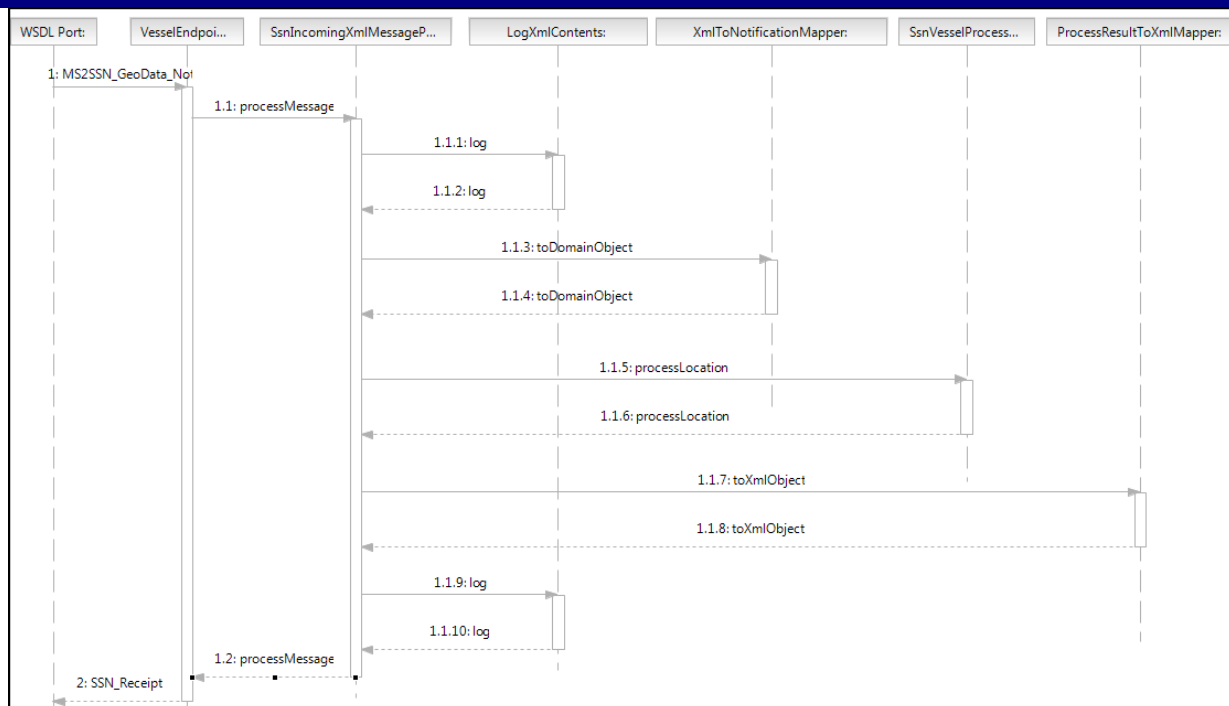 WSDL Port:
VesselEndpoi...
SsnIncomingXmlMessageP...
LogXmlContents:
XmlToNotificationMapper:
SsnVesselProcess...
ProcessResultToXmlMapper:
1: MS2SSN_GeoData_Not
1.1: processMessage
1.1.1: log
1.1.2: log
1.1.3: toDomainObject
1.1.4: toDomainObject
1.1.5: processLocation
1.1.6: processLocation
1.1.7: toXmlObject
1.1.8: toXmlObject
1.1.9: log
1.1.10: log
1.2: processMessage
2: SSN_Receipt